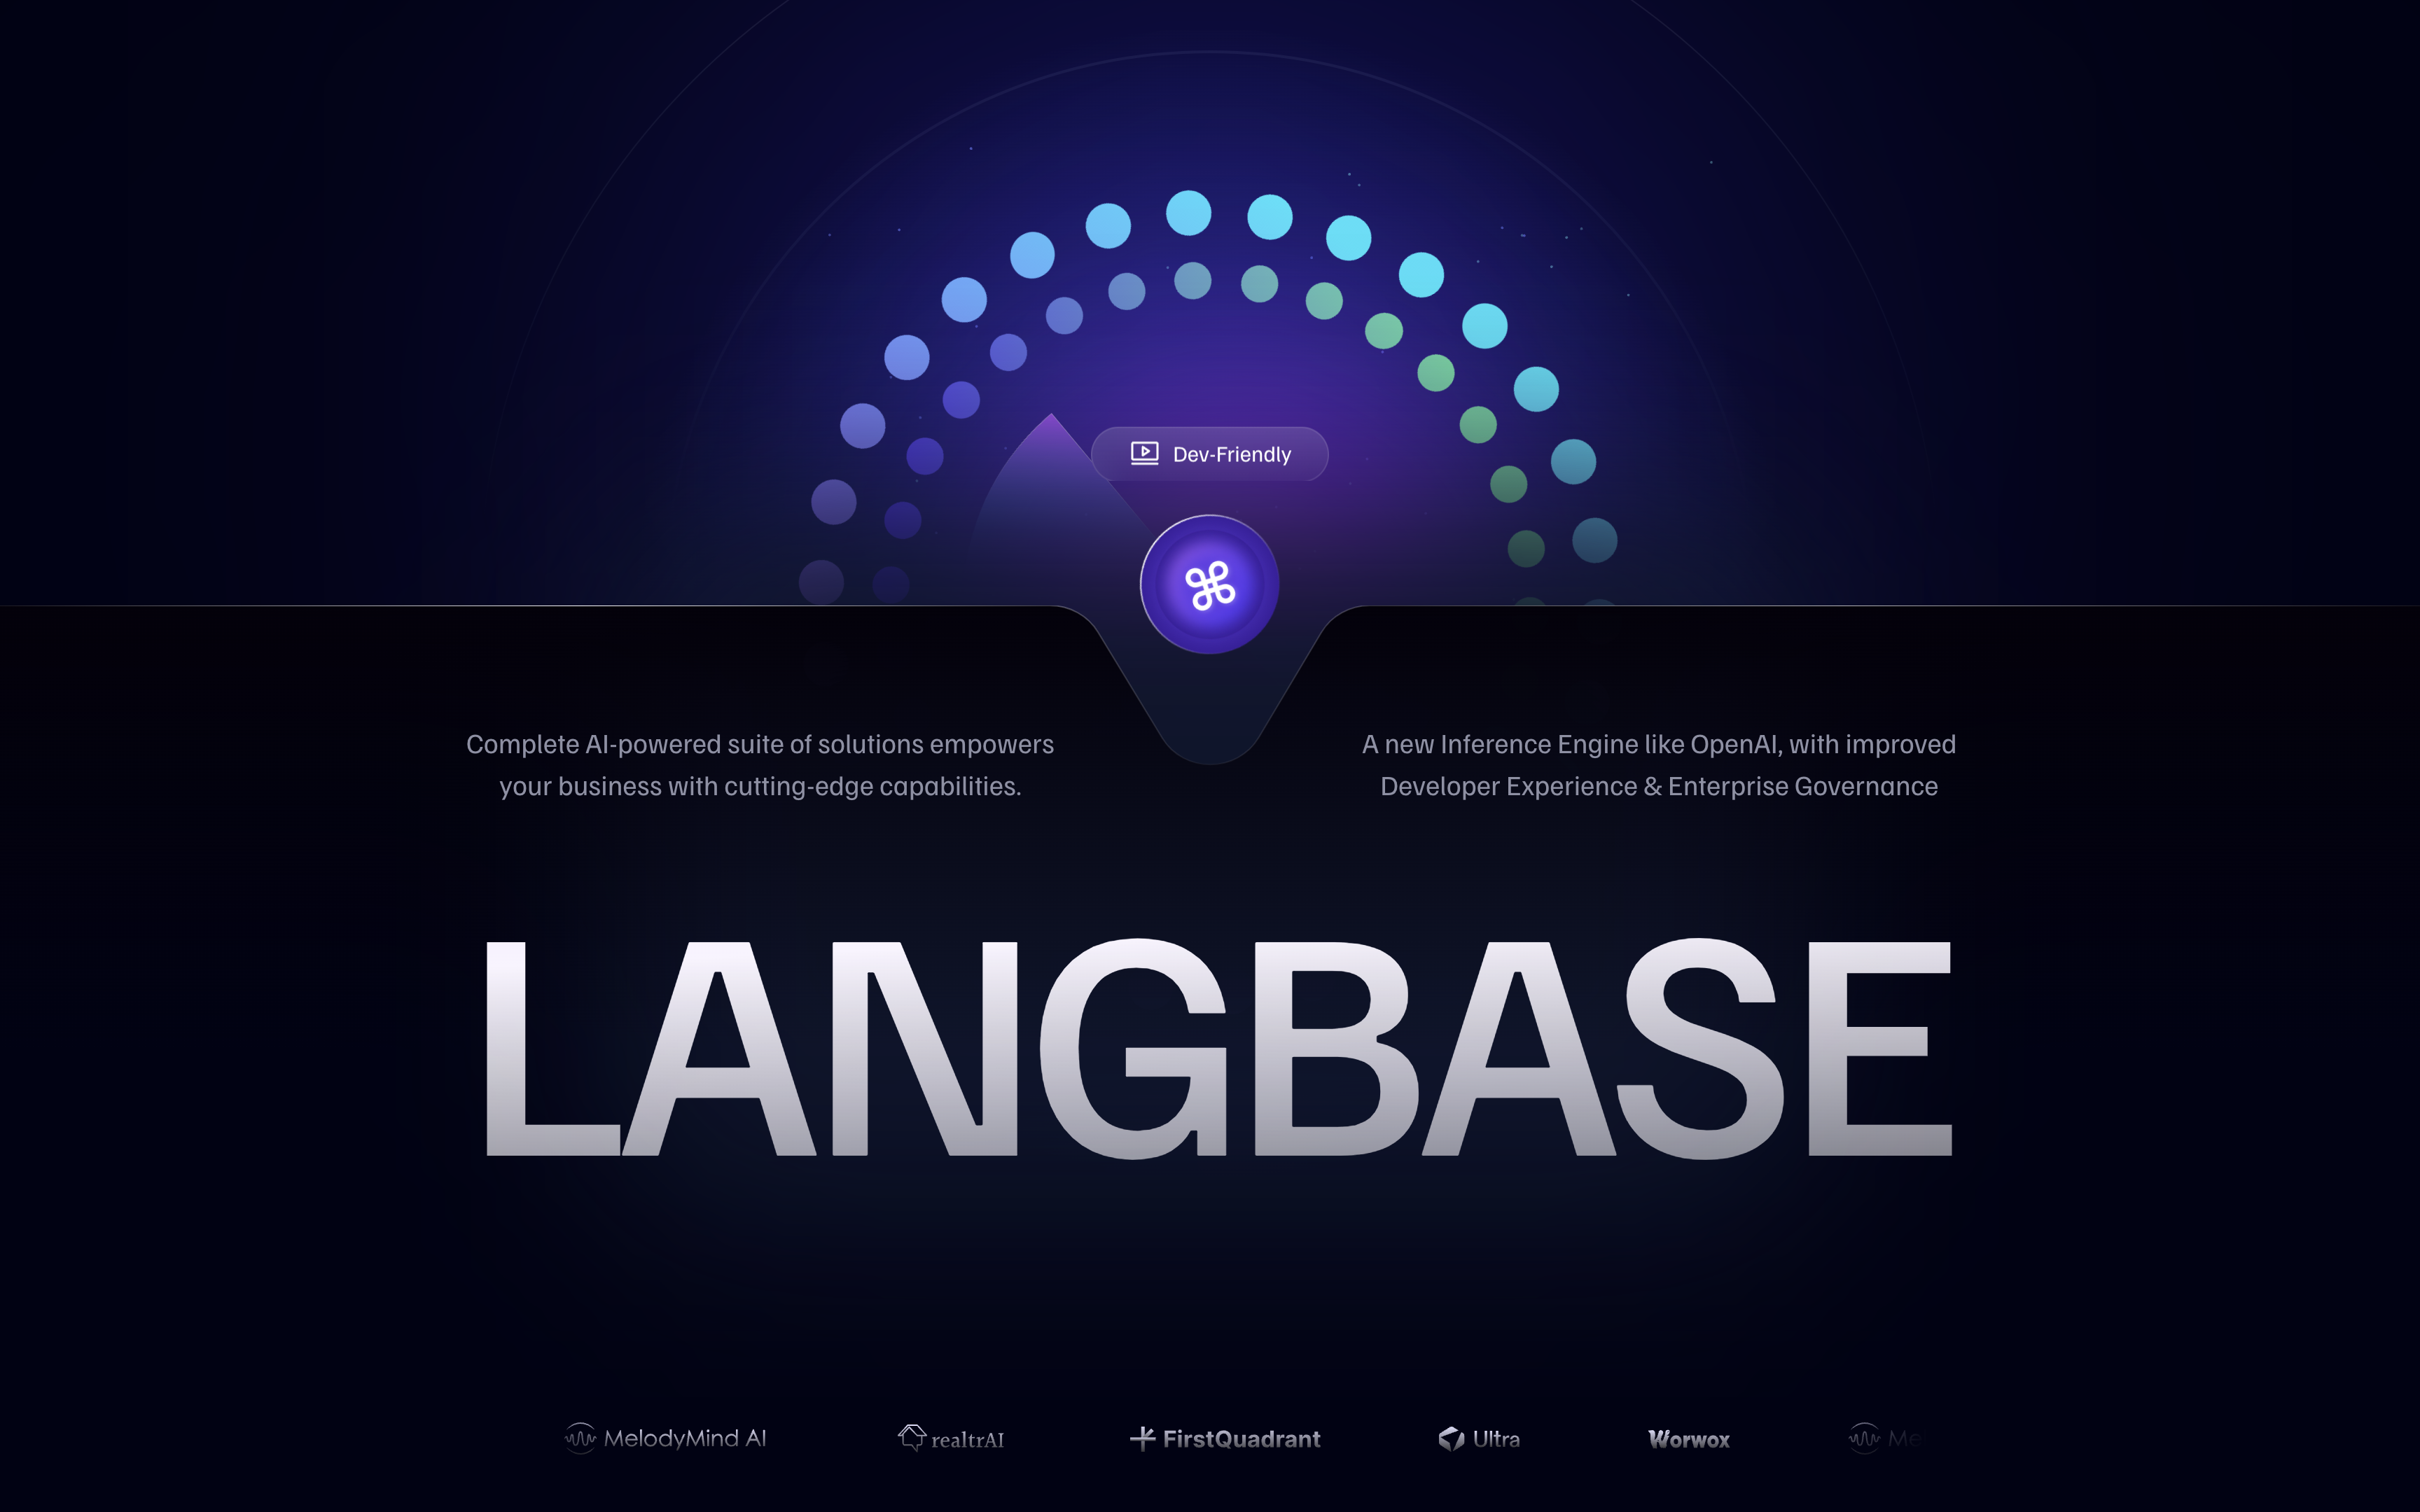 Dev-Friendly
Complete AI-powered suite of solutions empowers
your business with cutting-edge capabilities.
A new Inference Engine like OpenAI, with improved
Developer Experience & Enterprise Governance
LANGBASE
MelodyMind AI
realtrAI
FirstQuadrant
Ultra
Worwox
Me